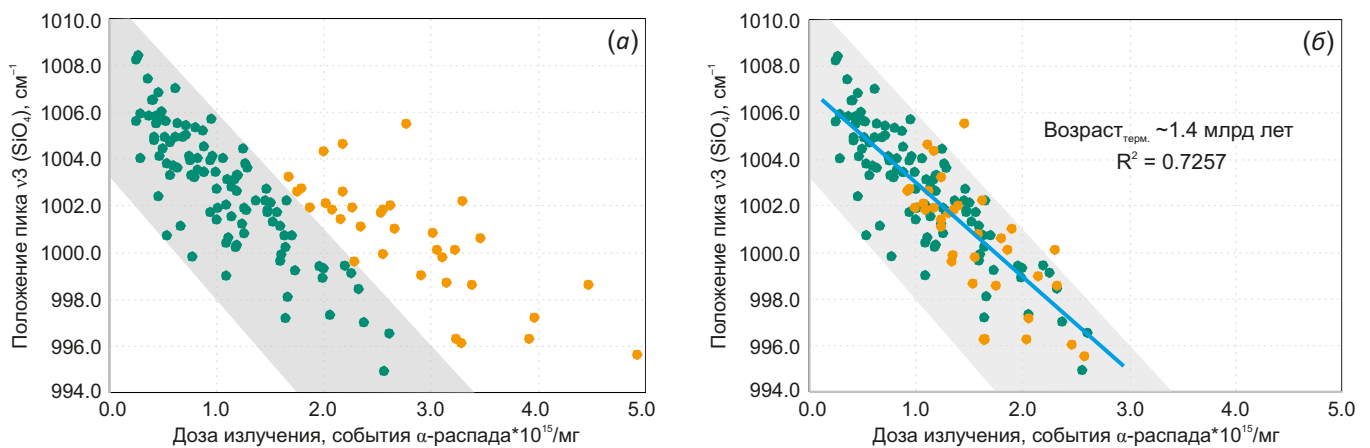 1010.0
(а)
1008.0
1006.0
1004.0
1002.0
1000.0
998.0
996.0
994.0
Положение пика ν3 (SiO₄), см⁻¹
0.0 1.0 2.0 3.0 4.0 5.0
Доза излучения, события α-распада*10¹⁵/мг
1010.0
(б)
1008.0
1006.0
1004.0
1002.0
1000.0
998.0
996.0
994.0
Положение пика ν3 (SiO₄), см⁻¹
Возраст терм. ~1.4 млрд лет
R² = 0.7257
0.0 1.0 2.0 3.0 4.0 5.0
Доза излучения, события α-распада*10¹⁵/мг